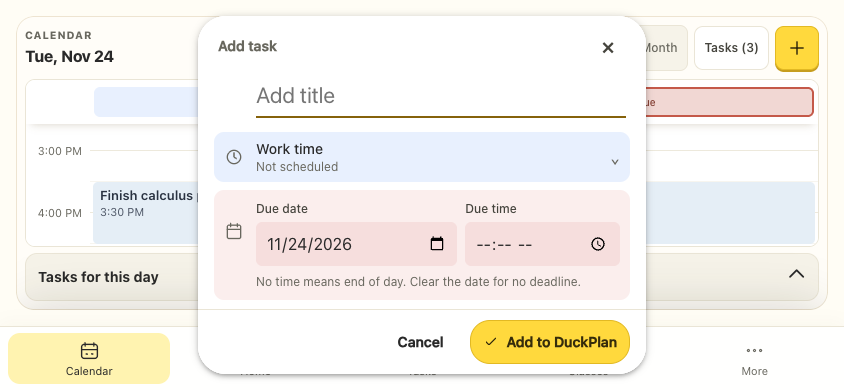 CALENDAR
Tue, Nov 24
Month
Tasks (3)
3:00 PM
4:00 PM
Finish calculus
3:30 PM
Tasks for this day
Add task
Add title
Work time
Not scheduled
Due date
Due time
11/24/2026
--:-- --
No time means end of day. Clear the date for no deadline.
Cancel
Add to DuckPlan
Calendar
More